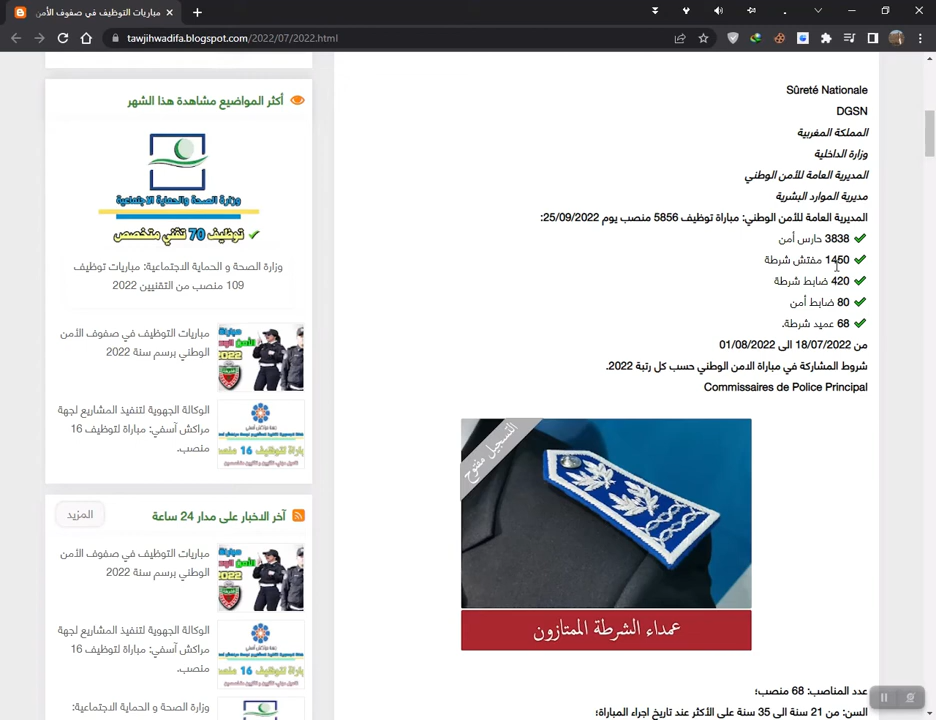 مباريات التوظيف في صفوف الأمن
tawjihwadifa.blogspot.com/2022/07/2022.html
Sûreté Nationale
DGSN
المملكة المغربية
وزارة الداخلية
المديرية العامة للأمن الوطني
مديرية الموارد البشرية
المديرية العامة للأمن الوطني: مباراة توظيف 5856 منصب يوم 25/09/2022:
3838 حارس أمن
1450 مفتش شرطة
420 ضابط شرطة
80 ضابط أمن
68 عميد شرطة.
من 18/07/2022 الى 01/08/2022
شروط المشاركة في مباراة الامن الوطني حسب كل رتبة 2022.
Commissaires de Police Principal
التسجيل مفتوح
عمداء الشرطة الممتازون
عدد المناصب: 68 منصب؛
السن: من 21 سنة الى 35 سنة على الأكثر عند تاريخ اجراء المباراة؛
أكثر المواضيع مشاهدة هذا الشهر
وزارة الصحة و الحماية الاجتماعية
توظيف 70 تقني متخصص
وزارة الصحة و الحماية الاجتماعية: مباريات توظيف
109 منصب من التقنيين 2022
مباريات التوظيف في صفوف الأمن
الوطني برسم سنة 2022
الوكالة الجهوية لتنفيذ المشاريع لجهة
مراكش آسفي: مباراة لتوظيف 16
منصب.
آخر الاخبار على مدار 24 ساعة
المزيد
مباريات التوظيف في صفوف الأمن
الوطني برسم سنة 2022
الوكالة الجهوية لتنفيذ المشاريع لجهة
مراكش آسفي: مباراة لتوظيف 16
منصب.
وزارة الصحة و الحماية الاجتماعية: